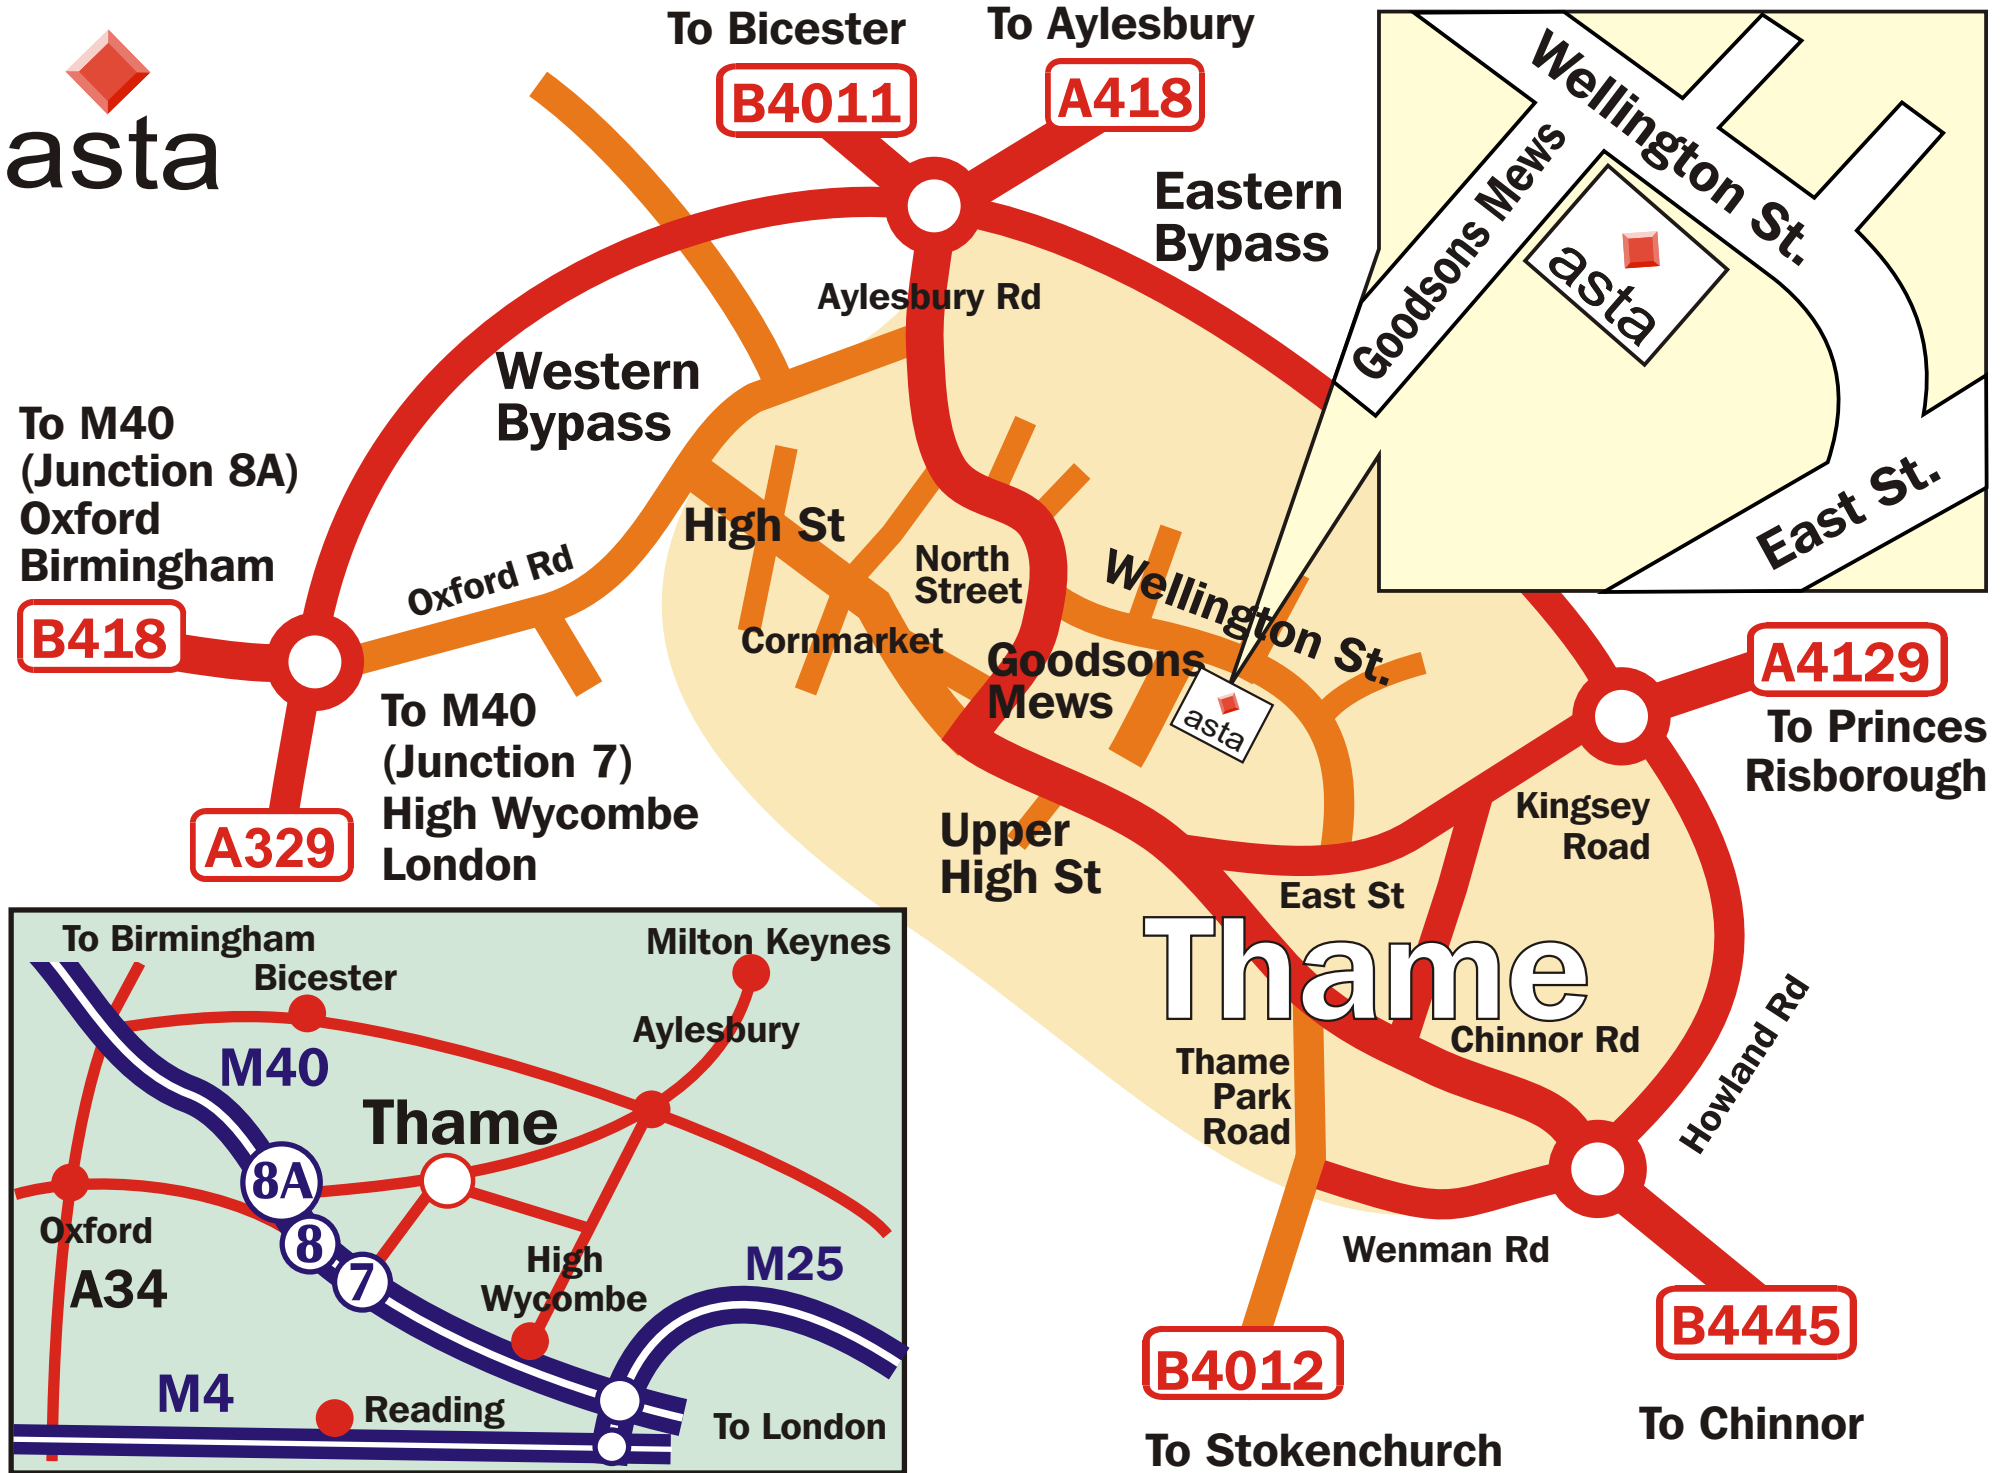 asta
To Bicester
B4011
To Aylesbury
A418
Eastern
Bypass
Aylesbury Rd
Western
Bypass
To M40
(Junction 8A)
Oxford
Birmingham
B418
Oxford Rd
To M40
(Junction 7)
High Wycombe
London
A329
High St
North
Street
Cornmarket
Wellington St.
Goodsons
Mews
asta
Upper
High St
East St
Kingsey
Road
A4129
To Princes
Risborough
Thame
Chinnor Rd
Howland Rd
Thame
Park
Road
Wenman Rd
B4012
To Stokenchurch
B4445
To Chinnor
Wellington St.
Goodsons Mews
asta
East St.
To Birmingham
Bicester
Milton Keynes
Aylesbury
M40
Thame
8A
8
7
Oxford
A34
High
Wycombe
M25
M4
Reading
To London